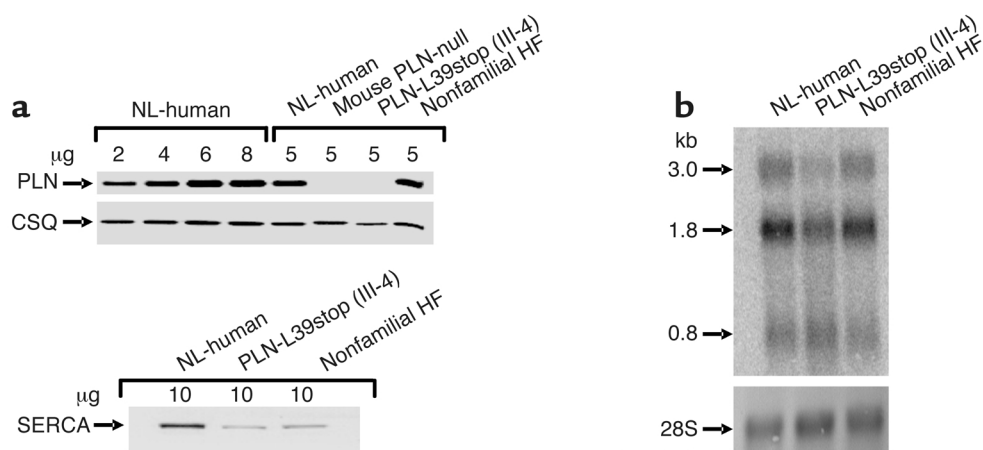 a
NL-human
NL-human
Mouse PLN-null
PLN-L39stop (III-4)
Nonfamilial HF
μg 2 4 6 8 5 5 5 5
PLN
CSQ
NL-human
PLN-L39stop (III-4)
Nonfamilial HF
μg 10 10 10
SERCA
b
NL-human
PLN-L39stop (III-4)
Nonfamilial HF
kb
3.0
1.8
0.8
28S